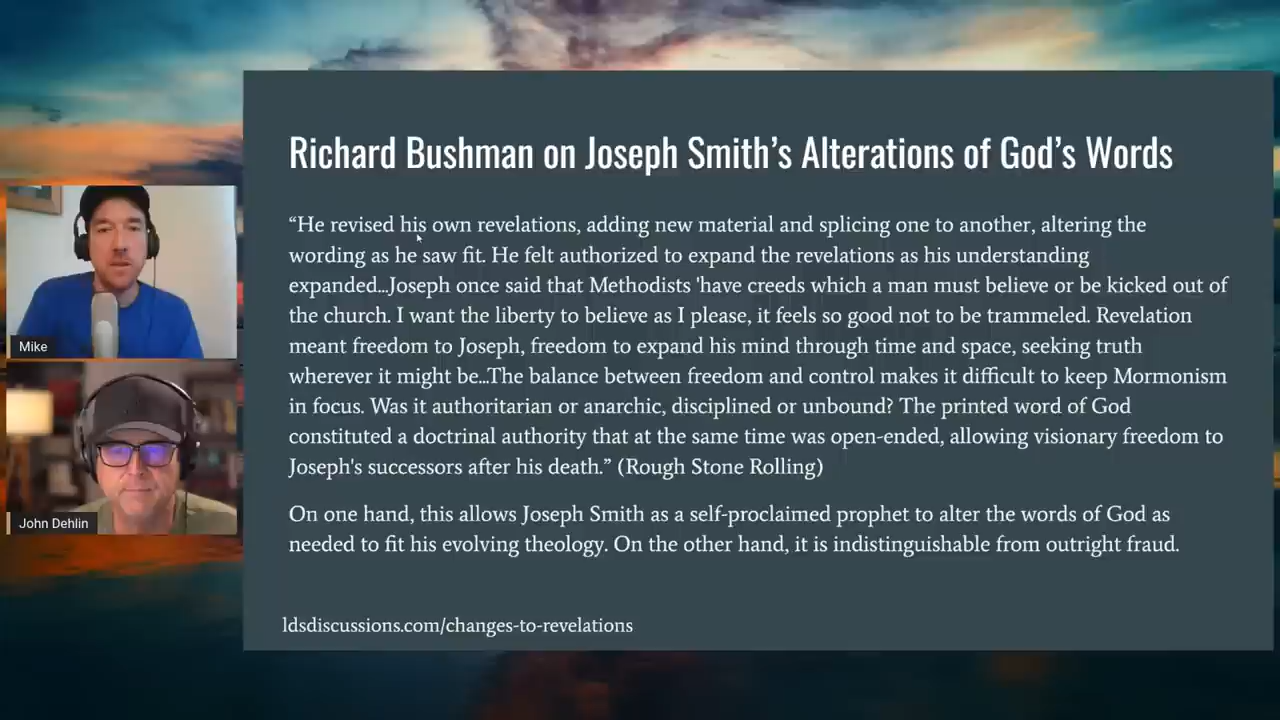 Richard Bushman on Joseph Smith’s Alterations of God’s Words
“He revised his own revelations, adding new material and splicing one to another, altering the
wording as he saw fit. He felt authorized to expand the revelations as his understanding
expanded…Joseph once said that Methodists 'have creeds which a man must believe or be kicked out of
the church. I want the liberty to believe as I please, it feels so good not to be trammeled. Revelation
meant freedom to Joseph, freedom to expand his mind through time and space, seeking truth
wherever it might be…The balance between freedom and control makes it difficult to keep Mormonism
in focus. Was it authoritarian or anarchic, disciplined or unbound? The printed word of God
constituted a doctrinal authority that at the same time was open-ended, allowing visionary freedom to
Joseph's successors after his death.” (Rough Stone Rolling)
On one hand, this allows Joseph Smith as a self-proclaimed prophet to alter the words of God as
needed to fit his evolving theology. On the other hand, it is indistinguishable from outright fraud.
ldsdiscussions.com/changes-to-revelations
Mike
John Dehlin